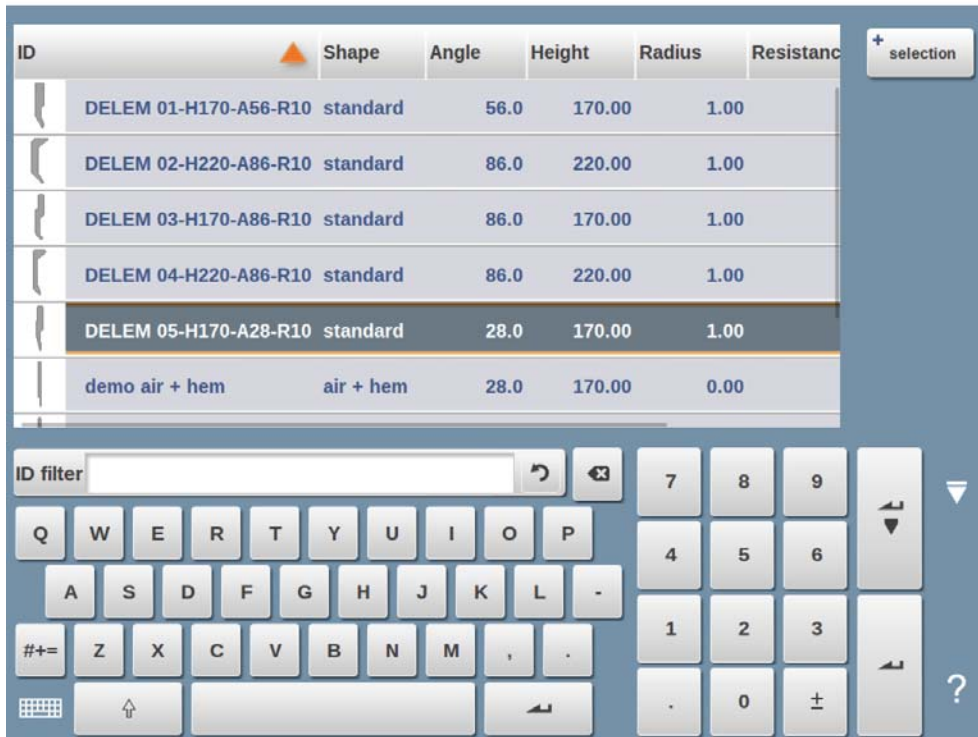 ID Shape Angle Height Radius Resistanc
selection
DELEM 01-H170-A56-R10 standard 56.0 170.00 1.00
DELEM 02-H220-A86-R10 standard 86.0 220.00 1.00
DELEM 03-H170-A86-R10 standard 86.0 170.00 1.00
DELEM 04-H220-A86-R10 standard 86.0 220.00 1.00
DELEM 05-H170-A28-R10 standard 28.0 170.00 1.00
demo air + hem air + hem 28.0 170.00 0.00
ID filter
7 8 9
Q W E R T Y U I O P
4 5 6
A S D F G H J K L -
1 2 3
#+= Z X C V B N M , .
. 0 ±
?